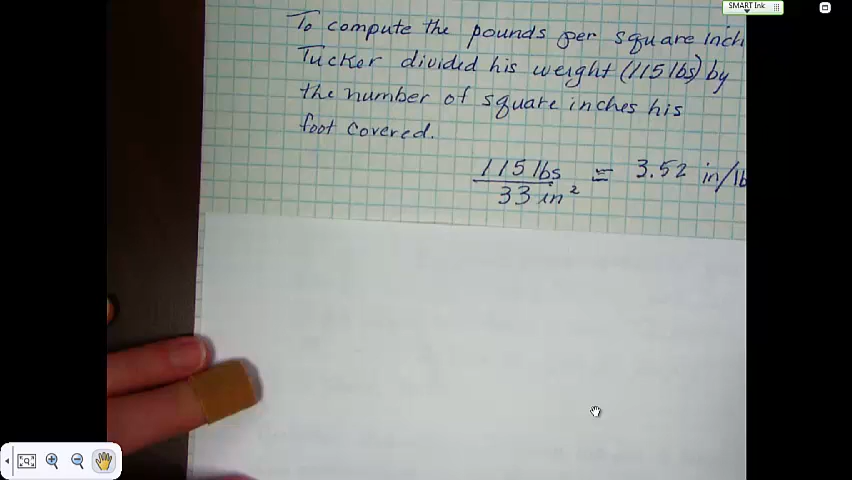 SMART Ink
To compute the pounds per square inch
Tucker divided his weight (115 lbs) by
the number of square inches his
foot covered.
115 lbs = 3.52 in/lb
33 in²